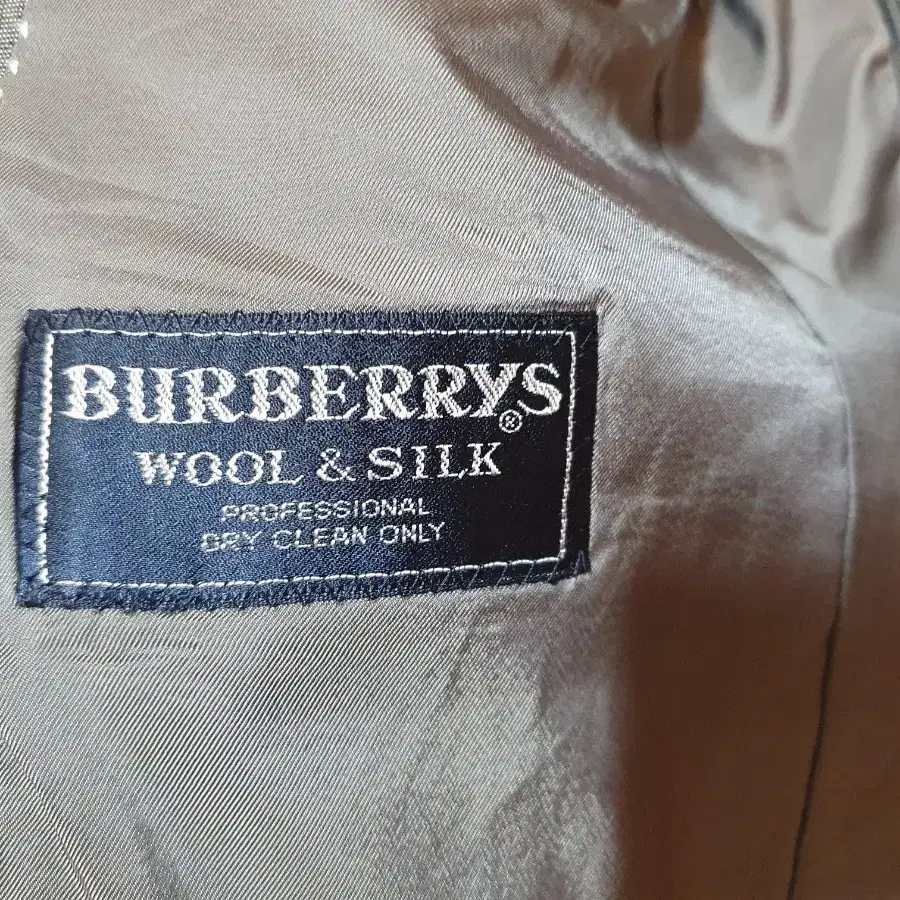 BURBERRYS®
WOOL & SILK
PROFESSIONAL
DRY CLEAN ONLY